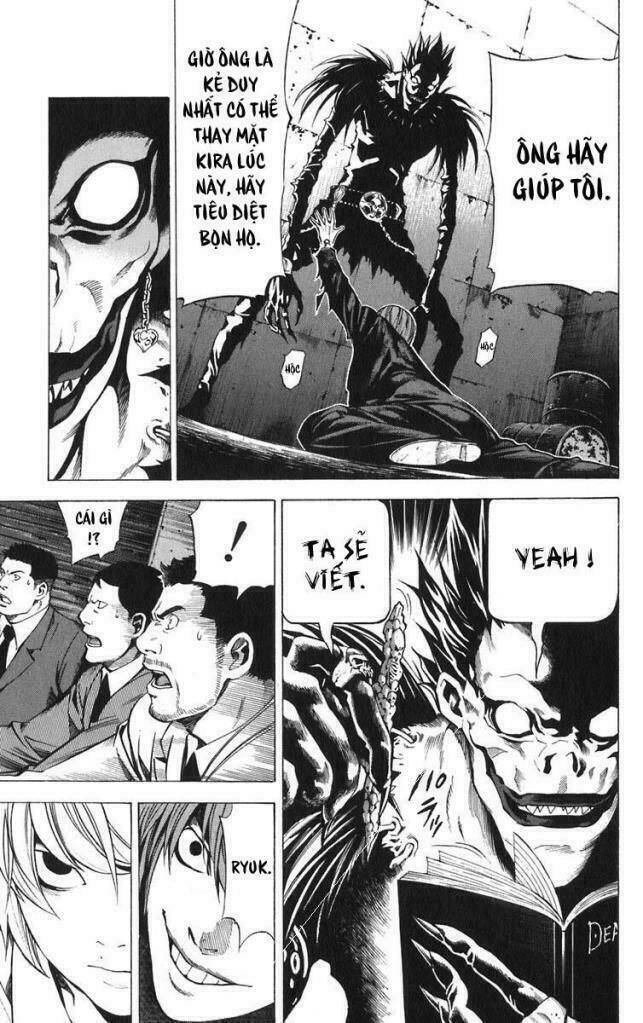 ÔNG HÃY
GIÚP TÔI.
GIỜ ÔNG LÀ
KẺ DUY
NHẤT CÓ THỂ
THAY MẶT
KIRA LÚC
NÀY, HÃY
TIÊU DIỆT
BỌN HỌ.
HỘC
HỘC
YEAH !
TA SẼ
VIẾT.
DEA
!
CÁI GÌ
!?
RYUK.